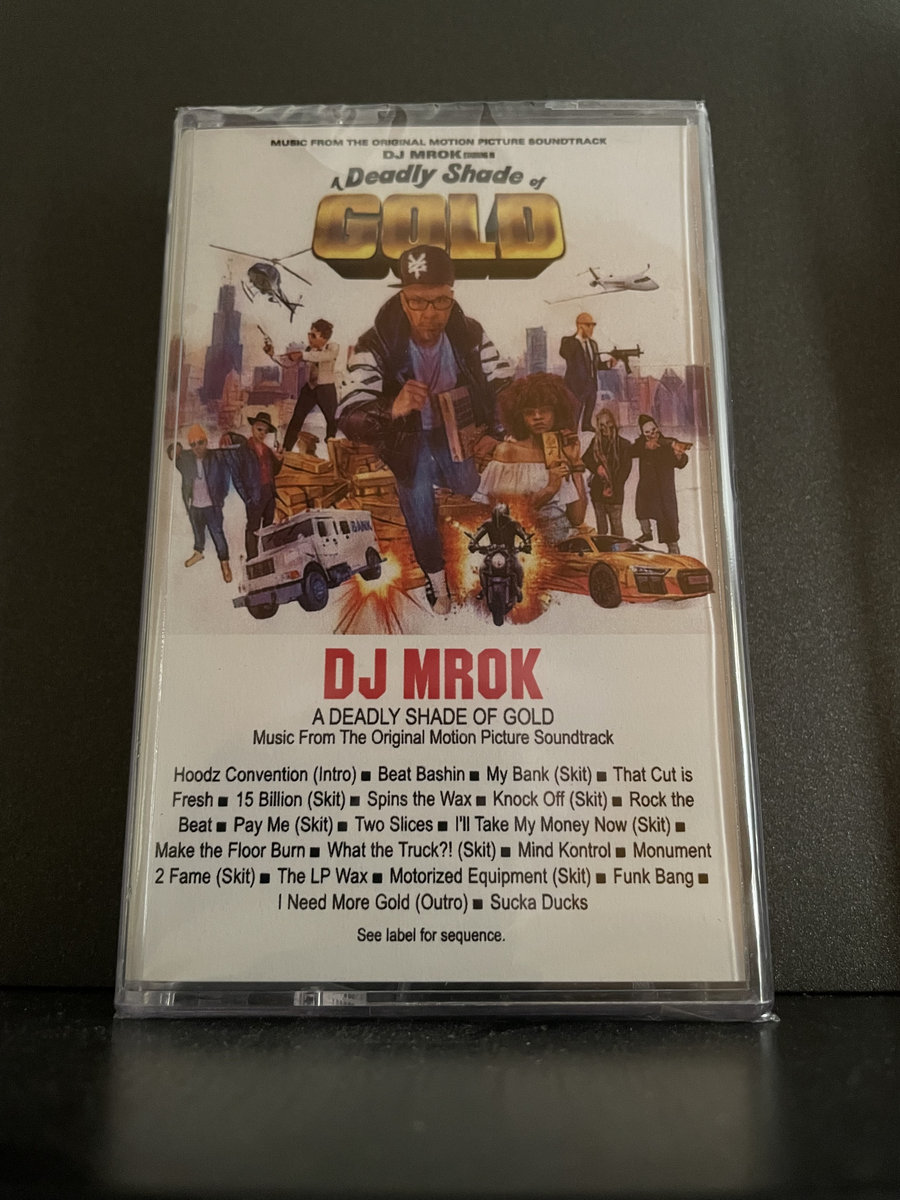 MUSIC FROM THE ORIGINAL MOTION PICTURE SOUNDTRACK
DJ MROK
A Deadly Shade of
GOLD
BANK
DJ MROK
A DEADLY SHADE OF GOLD
Music From The Original Motion Picture Soundtrack
Hoodz Convention (Intro) ■ Beat Bashin ■ My Bank (Skit) ■ That Cut is
Fresh ■ 15 Billion (Skit) ■ Spins the Wax ■ Knock Off (Skit) ■ Rock the
Beat ■ Pay Me (Skit) ■ Two Slices ■ I'll Take My Money Now (Skit) ■
Make the Floor Burn ■ What the Truck?! (Skit) ■ Mind Kontrol ■ Monument
2 Fame (Skit) ■ The LP Wax ■ Motorized Equipment (Skit) ■ Funk Bang ■
I Need More Gold (Outro) ■ Sucka Ducks
See label for sequence.